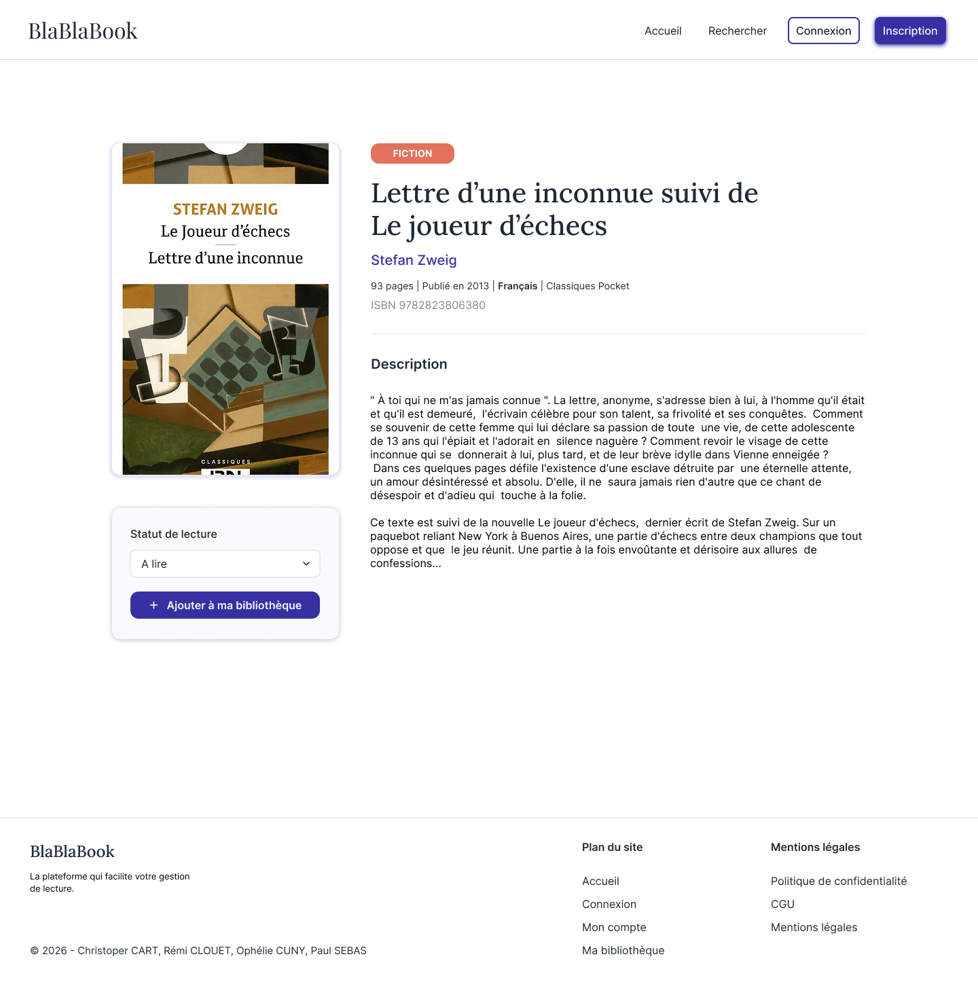 BlaBlaBook
Accueil
Rechercher
Connexion
Inscription
STEFAN ZWEIG
Le Joueur d’échecs
Lettre d’une inconnue
CLASSIQUES
Statut de lecture
A lire
+ Ajouter à ma bibliothèque
FICTION
Lettre d’une inconnue suivi de
Le joueur d’échecs
Stefan Zweig
93 pages | Publié en 2013 | Français | Classiques Pocket
ISBN 9782823806380
Description
" À toi qui ne m'as jamais connue ". La lettre, anonyme, s'adresse bien à lui, à l'homme qu'il était
et qu'il est demeuré,  l'écrivain célèbre pour son talent, sa frivolité et ses conquêtes.  Comment
se souvenir de cette femme qui lui déclare sa passion de toute  une vie, de cette adolescente
de 13 ans qui l'épiait et l'adorait en  silence naguère ? Comment revoir le visage de cette
inconnue qui se  donnerait à lui, plus tard, et de leur brève idylle dans Vienne enneigée ?
Dans ces quelques pages défile l'existence d'une esclave détruite par  une éternelle attente,
un amour désintéressé et absolu. D'elle, il ne  saura jamais rien d'autre que ce chant de
désespoir et d'adieu qui  touche à la folie.
Ce texte est suivi de la nouvelle Le joueur d'échecs,  dernier écrit de Stefan Zweig. Sur un
paquebot reliant New York à Buenos Aires, une partie d'échecs entre deux champions que tout
oppose et que  le jeu réunit. Une partie à la fois envoûtante et dérisoire aux allures  de
confessions...
BlaBlaBook
La plateforme qui facilite votre gestion
de lecture.
© 2026 - Christoper CART, Rémi CLOUET, Ophélie CUNY, Paul SEBAS
Plan du site
Accueil
Connexion
Mon compte
Ma bibliothèque
Mentions légales
Politique de confidentialité
CGU
Mentions légales